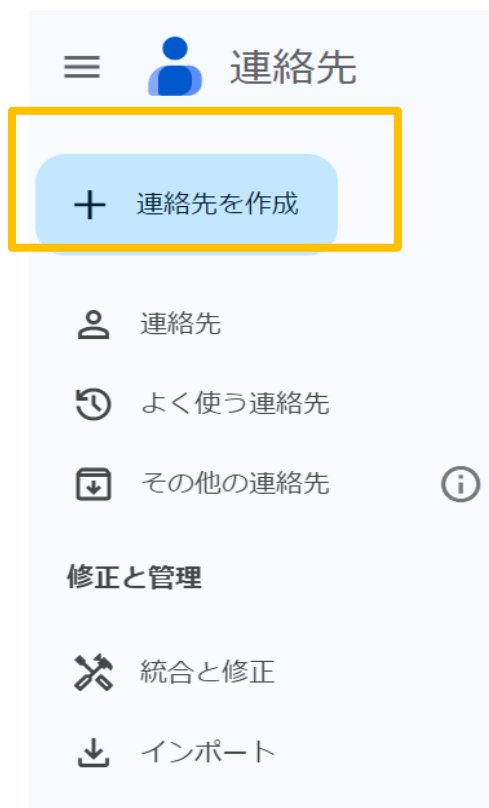 連絡先
連絡先を作成
連絡先
よく使う連絡先
その他の連絡先
修正と管理
統合と修正
インポート